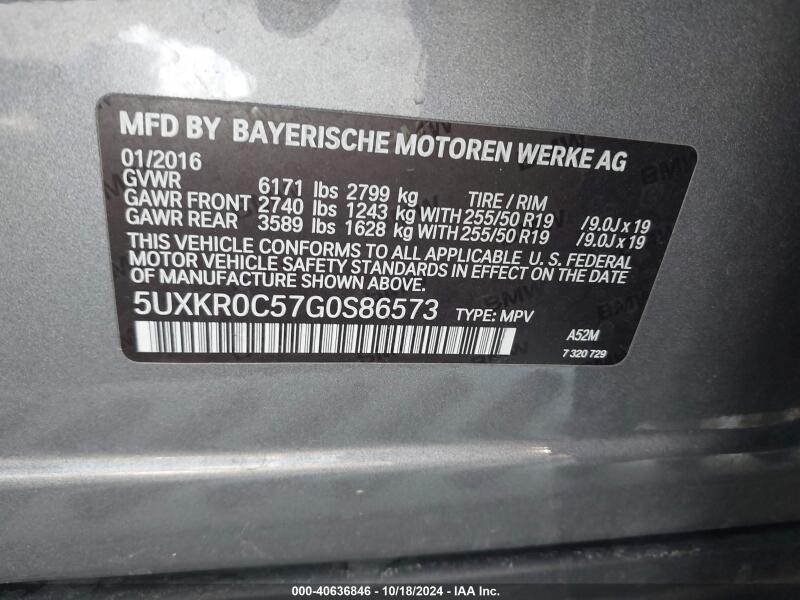 MFD BY BAYERISCHE MOTOREN WERKE AG
01/2016
GVWR 6171 lbs 2799 kg TIRE / RIM
GAWR FRONT 2740 lbs 1243 kg WITH 255/50 R19 /9.0J x 19
GAWR REAR 3589 lbs 1628 kg WITH 255/50 R19 /9.0J x 19
THIS VEHICLE CONFORMS TO ALL APPLICABLE U. S. FEDERAL
MOTOR VEHICLE SAFETY STANDARDS IN EFFECT ON THE DATE
OF MANUFACTURE SHOWN ABOVE.
5UXKR0C57G0S86573 TYPE: MPV
A52M
7 320 729
000-40636846 - 10/18/2024 - IAA Inc.